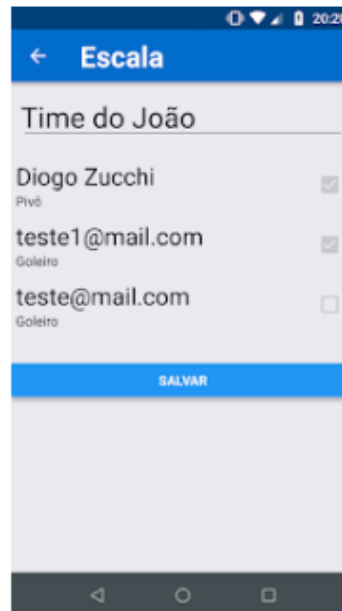 20:20
Escala
Time do João
Diogo Zucchi
Pivô
teste1@mail.com
Goleiro
teste@mail.com
Goleiro
SALVAR